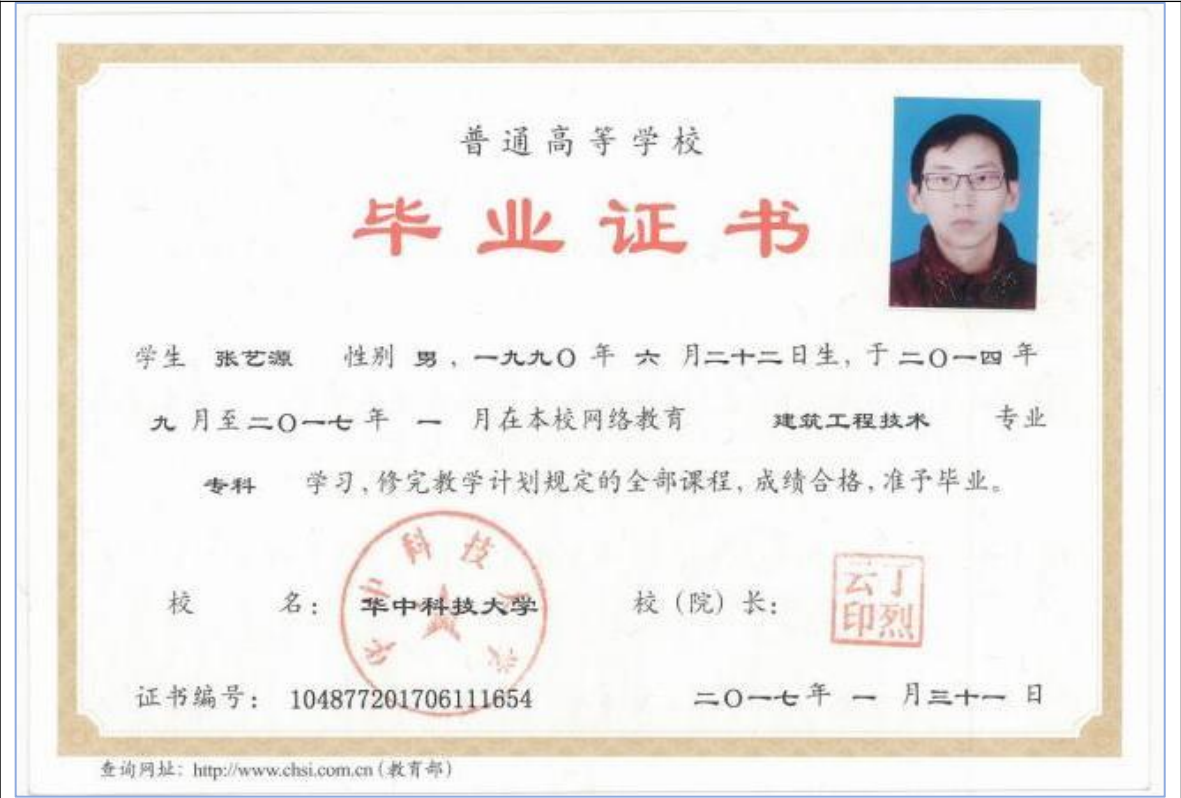 普通高等学校
毕业证书
学生 张艺源 性别 男，一九九〇年 六 月二十二日生，于二〇一四年
九 月至二〇一七年 一 月在本校网络教育 建筑工程技术 专业
专科 学习，修完教学计划规定的全部课程，成绩合格，准予毕业。
华中科技大学
校 名： 华中科技大学 校（院）长： 丁烈云印
证书编号： 104877201706111654 二〇一七年 一 月三十一 日
查询网址：http://www.chsi.com.cn（教育部）